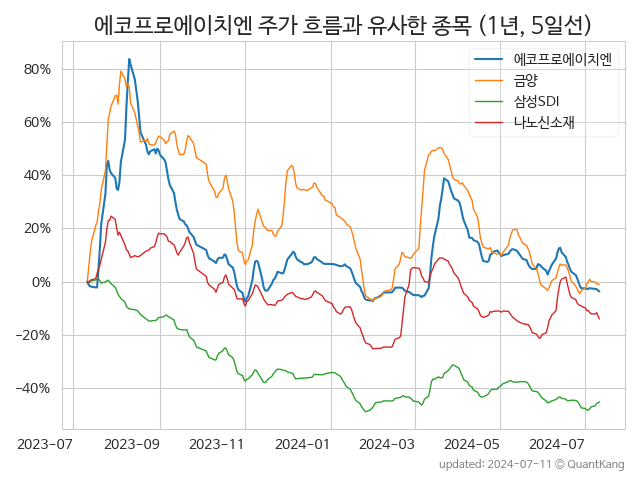 에코프로에이치엔 주가 흐름과 유사한 종목 (1년, 5일선)
에코프로에이치엔
금양
삼성SDI
나노신소재
80%
60%
40%
20%
0%
−20%
−40%
2023-07 2023-09 2023-11 2024-01 2024-03 2024-05 2024-07
updated: 2024-07-11 © QuantKang